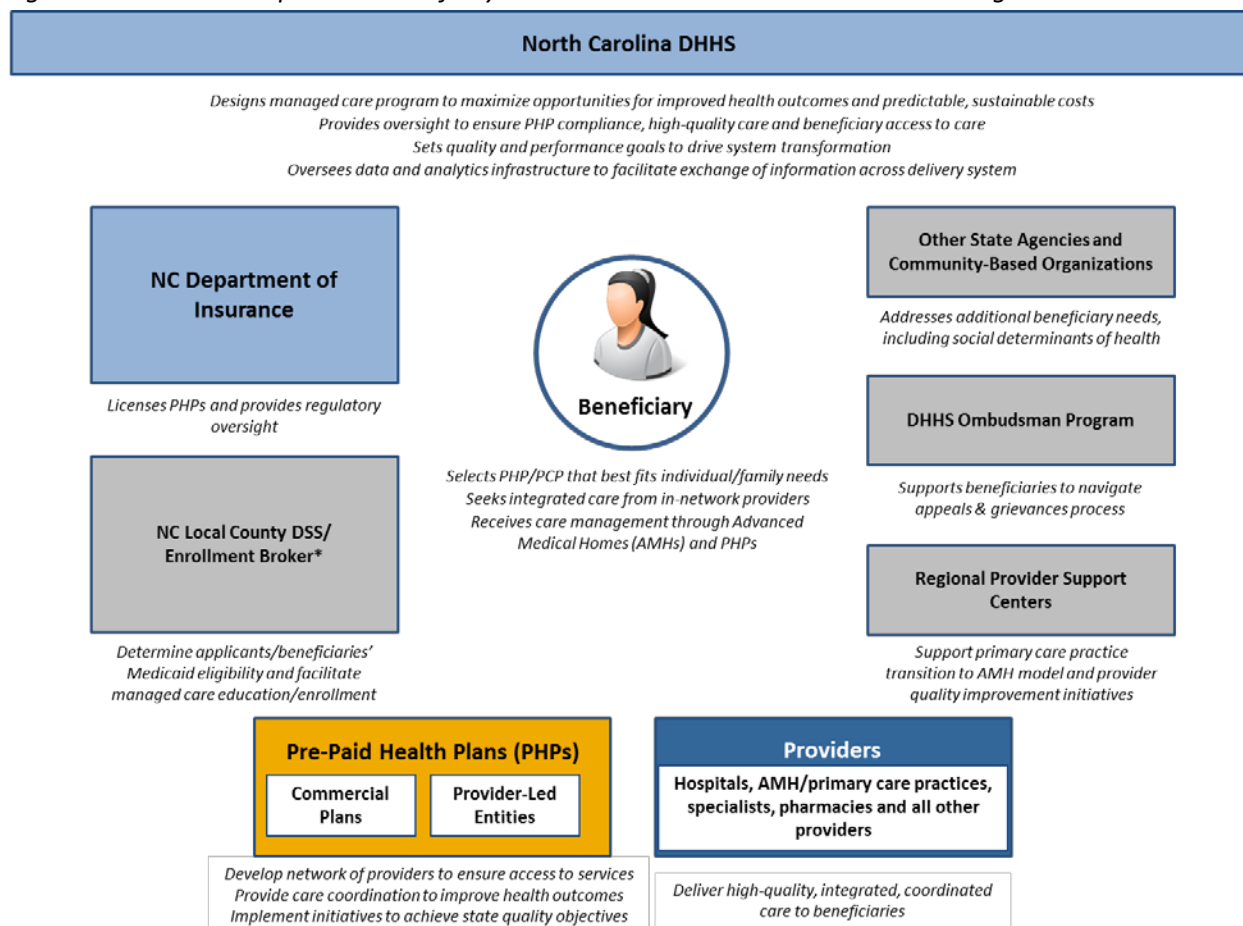 North Carolina DHHS
Designs managed care program to maximize opportunities for improved health outcomes and predictable, sustainable costs
Provides oversight to ensure PHP compliance, high-quality care and beneficiary access to care
Sets quality and performance goals to drive system transformation
Oversees data and analytics infrastructure to facilitate exchange of information across delivery system
NC Department of
Insurance
Licenses PHPs and provides regulatory
oversight
NC Local County DSS/
Enrollment Broker*
Determine applicants/beneficiaries’
Medicaid eligibility and facilitate
managed care education/enrollment
Beneficiary
Selects PHP/PCP that best fits individual/family needs
Seeks integrated care from in-network providers
Receives care management through Advanced
Medical Homes (AMHs) and PHPs
Other State Agencies and
Community-Based Organizations
Addresses additional beneficiary needs,
including social determinants of health
DHHS Ombudsman Program
Supports beneficiaries to navigate
appeals & grievances process
Regional Provider Support
Centers
Support primary care practice
transition to AMH model and provider
quality improvement initiatives
Pre-Paid Health Plans (PHPs)
Commercial
Plans
Provider-Led
Entities
Develop network of providers to ensure access to services
Provide care coordination to improve health outcomes
Implement initiatives to achieve state quality objectives
Providers
Hospitals, AMH/primary care practices,
specialists, pharmacies and all other
providers
Deliver high-quality, integrated, coordinated
care to beneficiaries